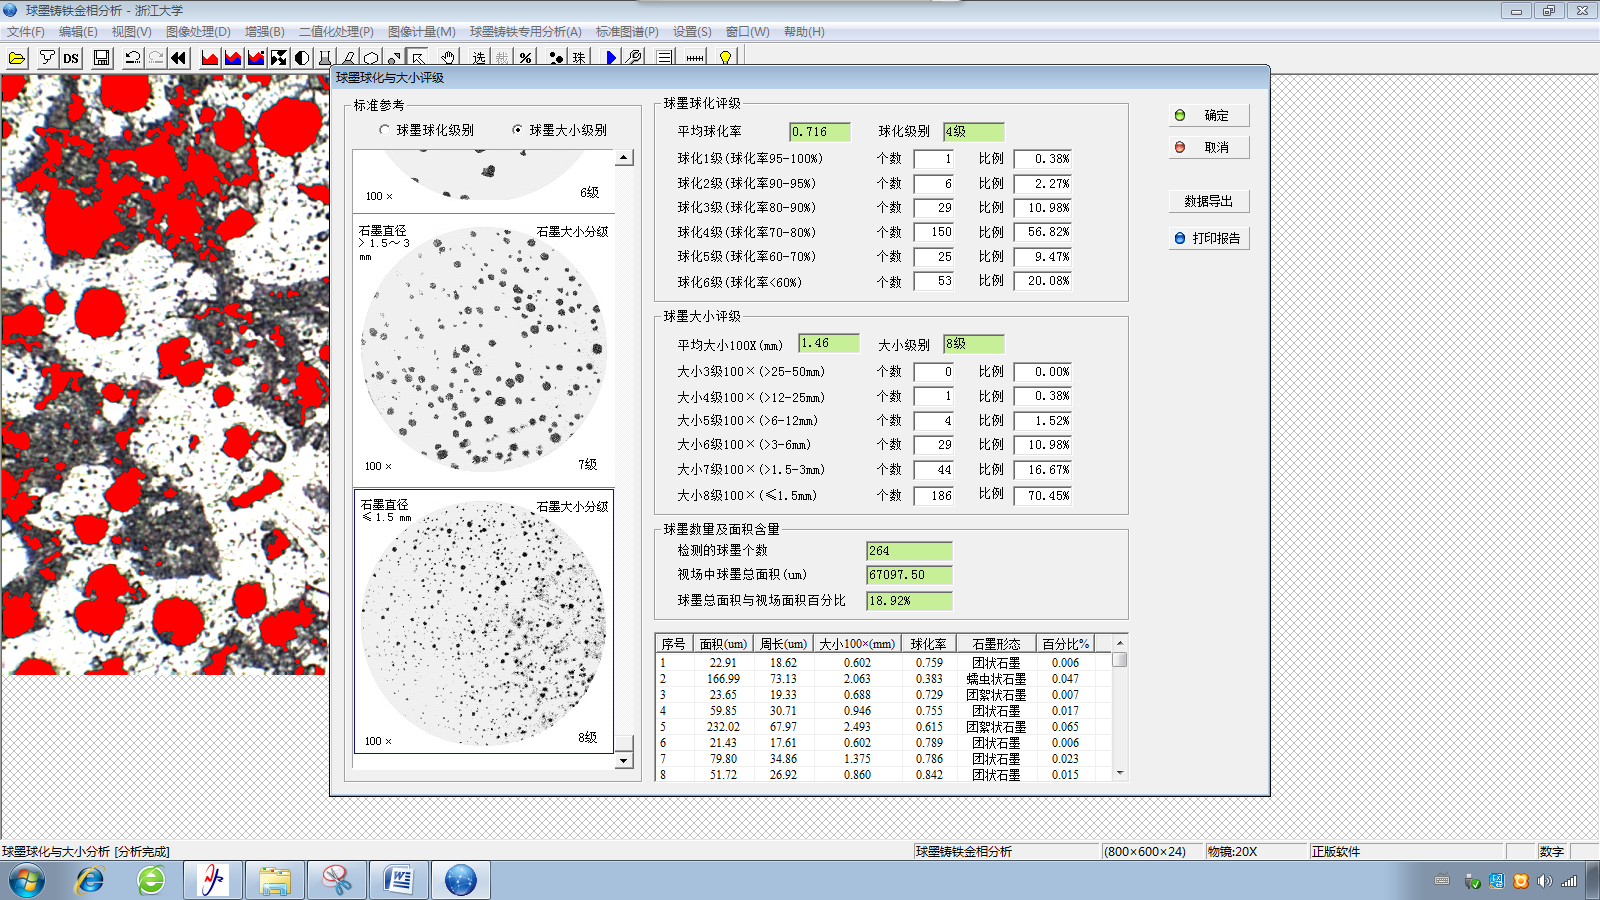 球墨铸铁金相分析 - 浙江大学
文件(F) 编辑(E) 视图(V) 图像处理(D) 增强(B) 二值化处理(P) 图像计量(M) 球墨铸铁专用分析(A) 标准图谱(P) 设置(S) 窗口(W) 帮助(H)
DS 选 裁 % 珠
球墨球化与大小评级
标准参考
球墨球化级别 球墨大小级别
100 × 6级
石墨直径 石墨大小分级
> 1.5～3
mm
100 × 7级
石墨直径 石墨大小分级
≤ 1.5 mm
100 × 8级
球墨球化评级
平均球化率 0.716 球化级别 4级
球化1级(球化率95-100%) 个数 1 比例 0.38%
球化2级(球化率90-95%) 个数 6 比例 2.27%
球化3级(球化率80-90%) 个数 29 比例 10.98%
球化4级(球化率70-80%) 个数 150 比例 56.82%
球化5级(球化率60-70%) 个数 25 比例 9.47%
球化6级(球化率<60%) 个数 53 比例 20.08%
球墨大小评级
平均大小100X(mm) 1.46 大小级别 8级
大小3级100×(>25-50mm) 个数 0 比例 0.00%
大小4级100×(>12-25mm) 个数 1 比例 0.38%
大小5级100×(>6-12mm) 个数 4 比例 1.52%
大小6级100×(>3-6mm) 个数 29 比例 10.98%
大小7级100×(>1.5-3mm) 个数 44 比例 16.67%
大小8级100×(≤1.5mm) 个数 186 比例 70.45%
球墨数量及面积含量
检测的球墨个数 264
视场中球墨总面积(um) 67097.50
球墨总面积与视场面积百分比 18.92%
序号 面积(um) 周长(um) 大小100×(mm) 球化率 石墨形态 百分比%
1 22.91 18.62 0.602 0.759 团状石墨 0.006
2 166.99 73.13 2.063 0.383 蠕虫状石墨 0.047
3 23.65 19.33 0.688 0.729 团絮状石墨 0.007
4 59.85 30.71 0.946 0.755 团状石墨 0.017
5 232.02 67.97 2.493 0.615 团絮状石墨 0.065
6 21.43 17.61 0.602 0.789 团状石墨 0.006
7 79.80 34.86 1.375 0.786 团状石墨 0.023
8 51.72 26.92 0.860 0.842 团状石墨 0.015
确定
取消
数据导出
打印报告
球墨球化与大小分析 [分析完成] 球墨铸铁金相分析 (800×600×24) 物镜:20X 正版软件 数字